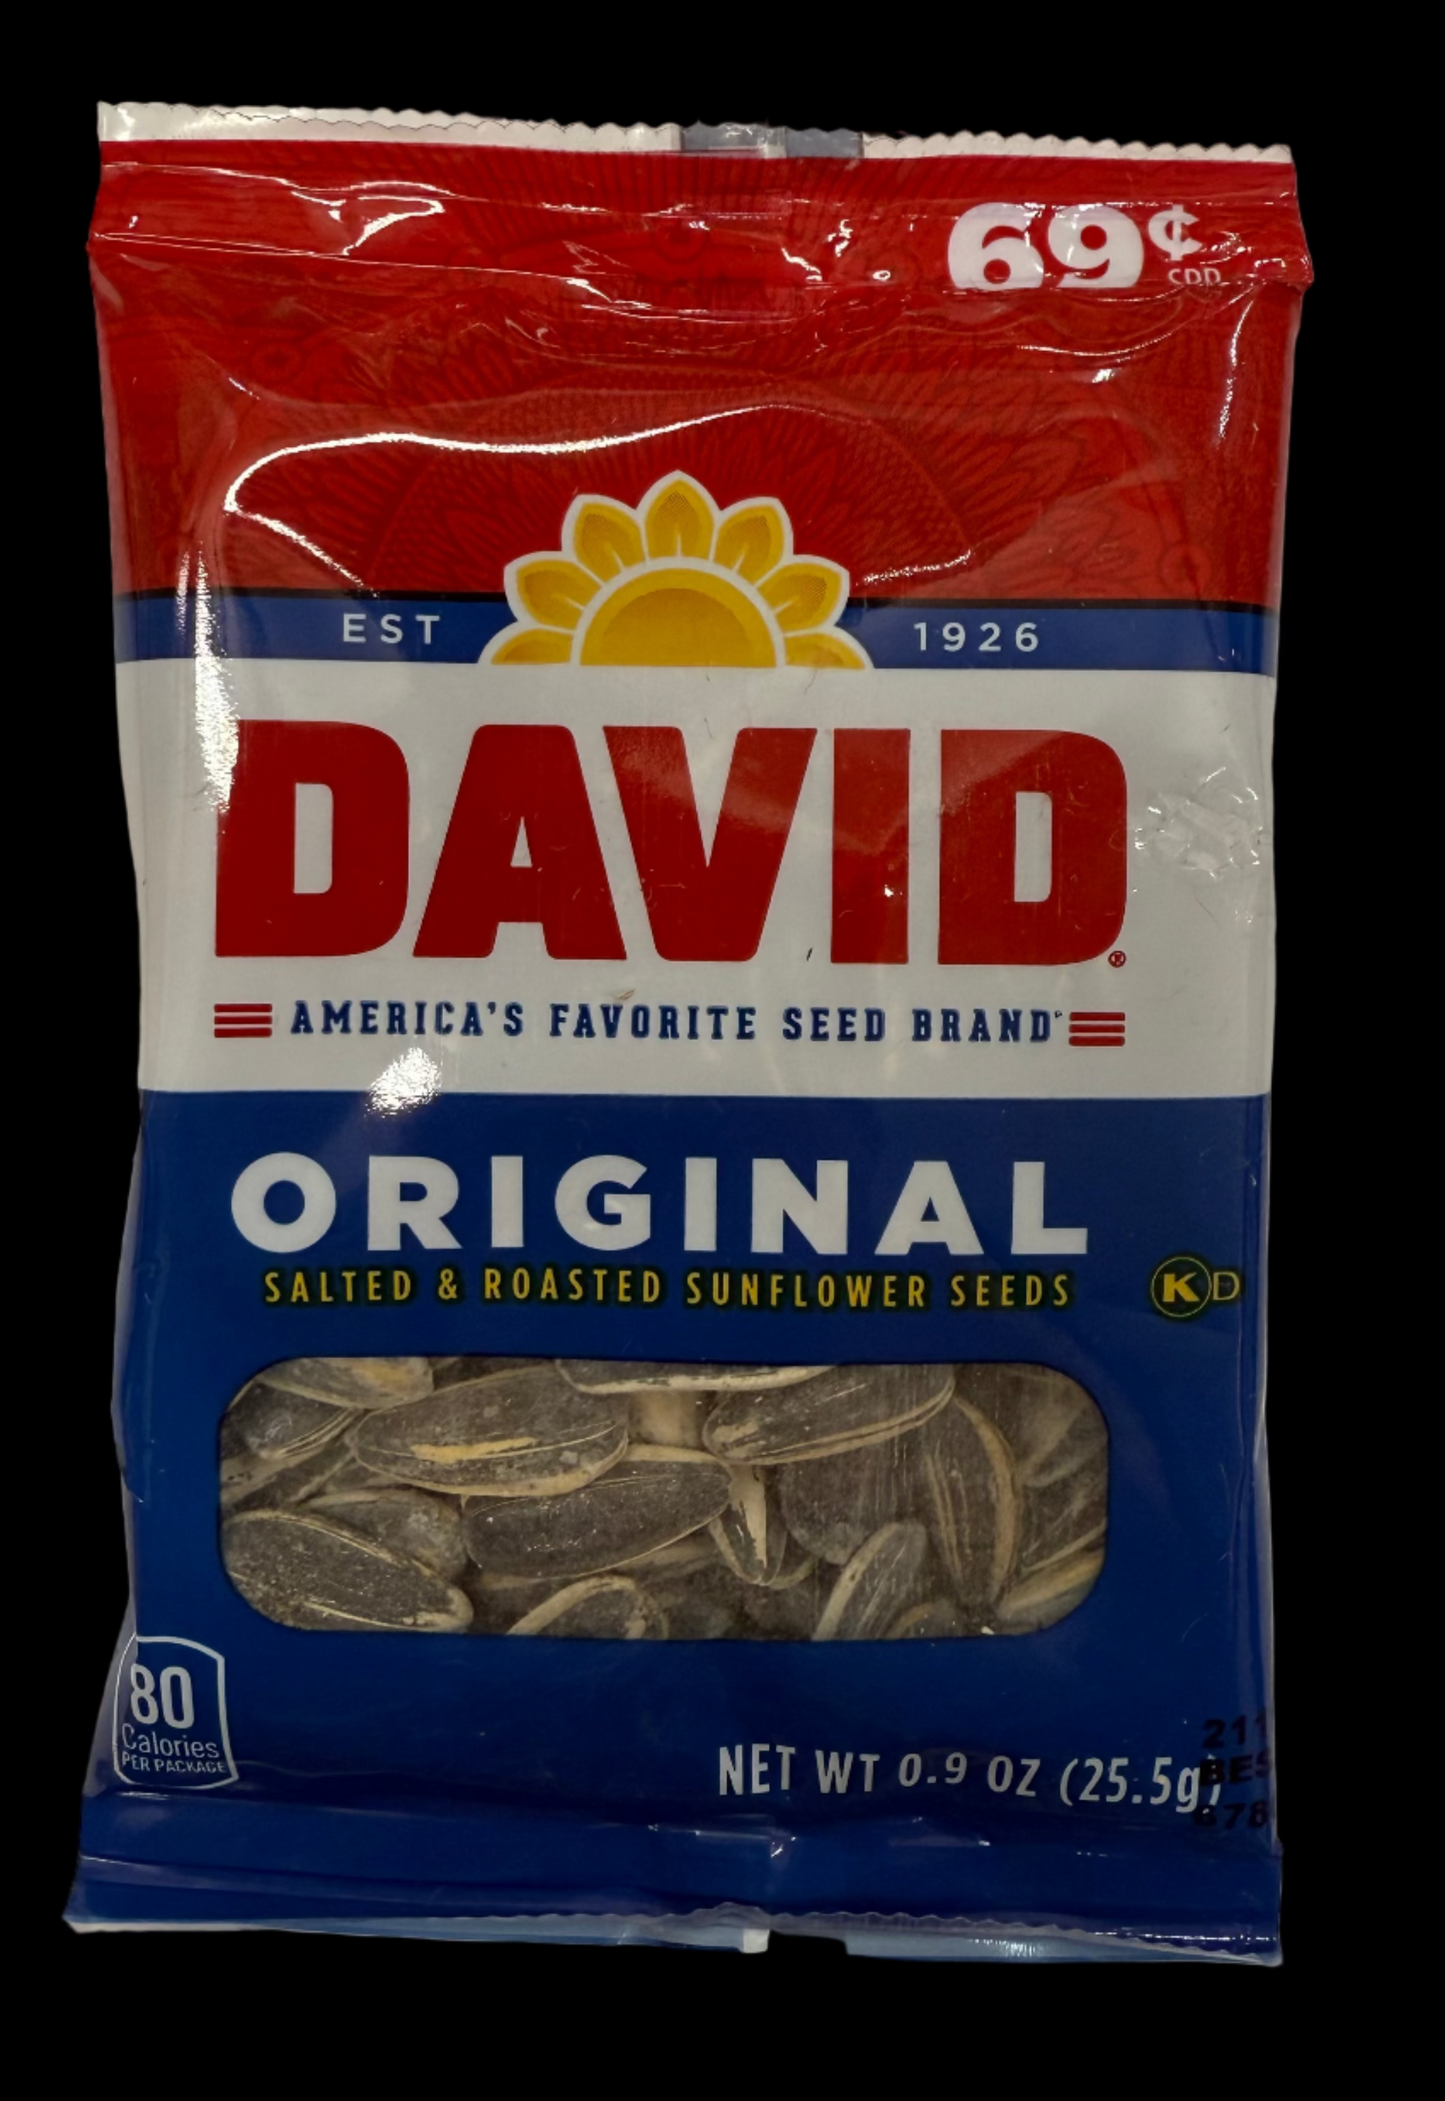 69¢
EST 1926
DAVID®
AMERICA'S FAVORITE SEED BRAND
ORIGINAL
SALTED & ROASTED SUNFLOWER SEEDS
K D
80
Calories
PER PACKAGE
NET WT 0.9 OZ (25.5g)